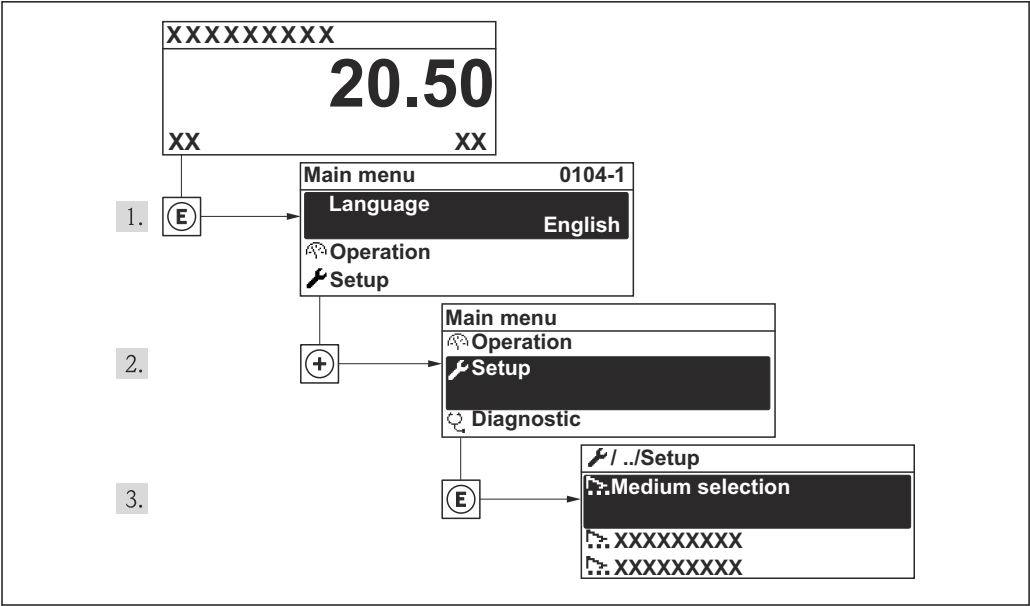 XXXXXXXXX
20.50
XX XX
Main menu 0104-1
Language
English
1. E
Operation
Setup
Main menu
Operation
2. +
Setup
Diagnostic
/ ../Setup
Medium selection
3. E
XXXXXXXXX
XXXXXXXXX